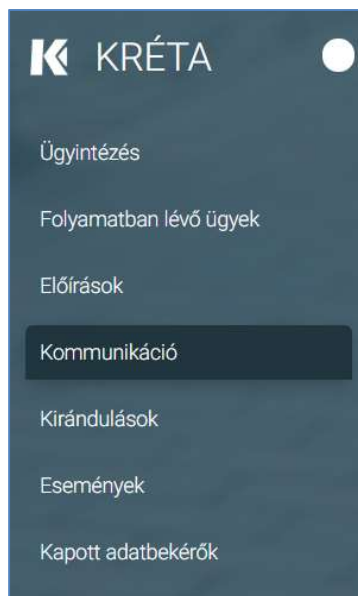 KRÉTA
Ügyintézés
Folyamatban lévő ügyek
Előírások
Kommunikáció
Kirándulások
Események
Kapott adatbekérők